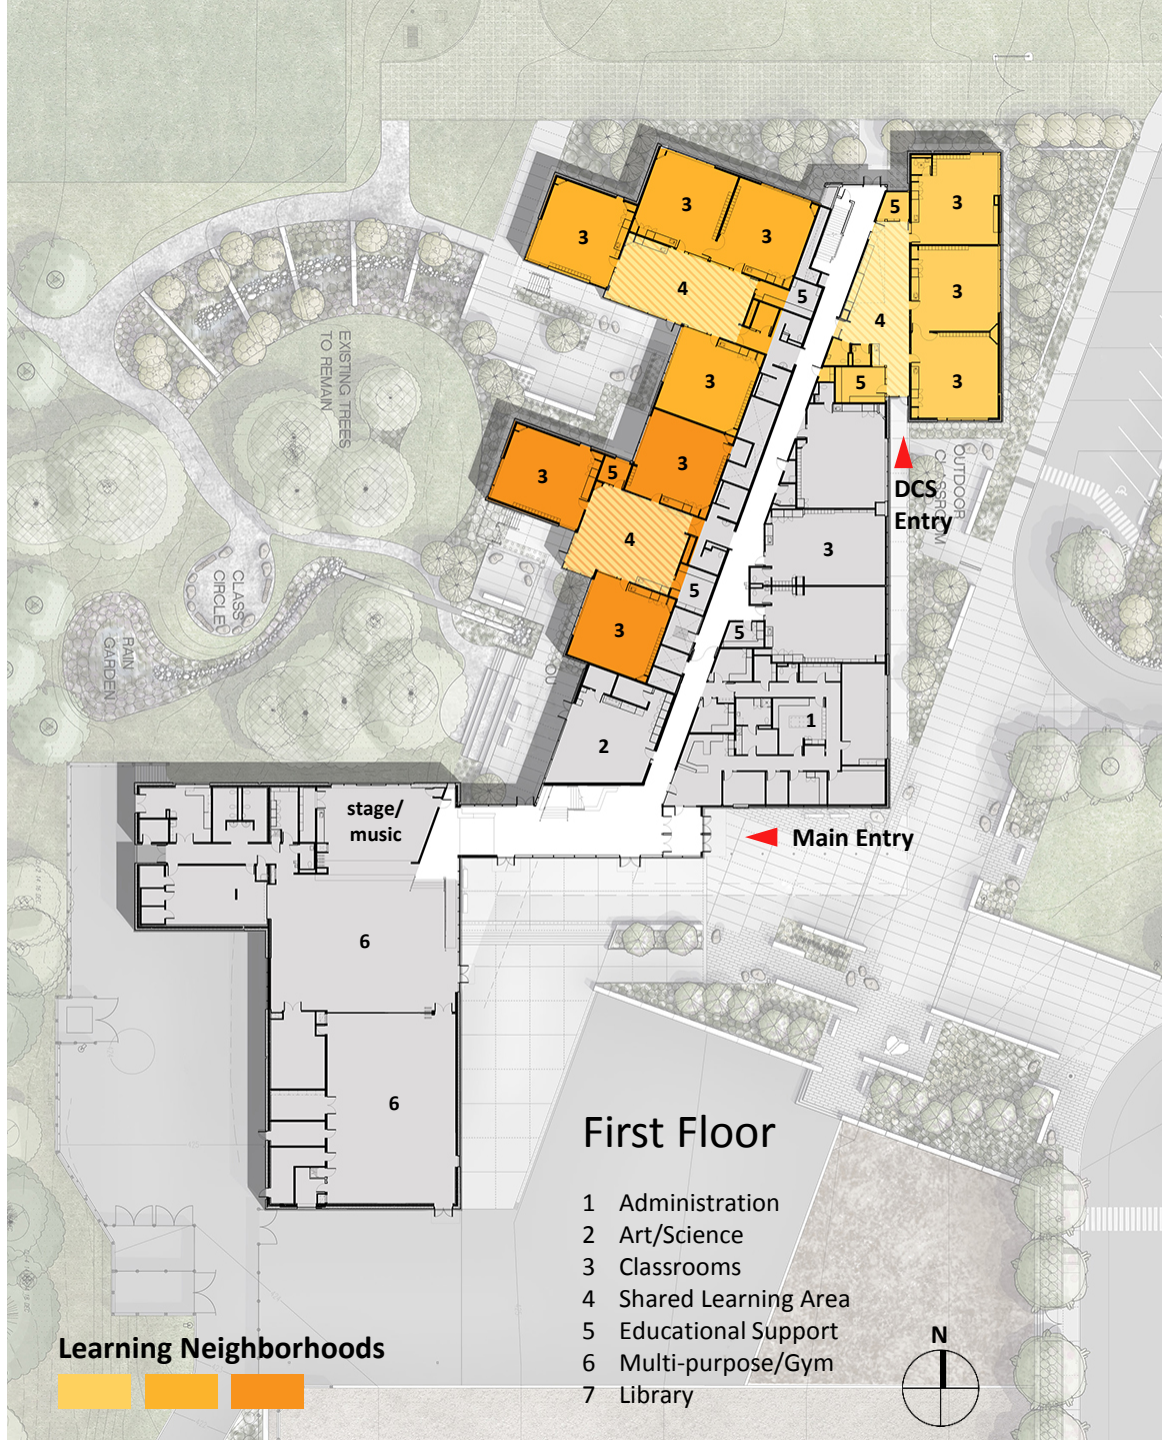 3
3
3
4
5
5
3
3
3
4
5
3
EXISTING TREES
TO REMAIN
3
3
5
3
4
5
3
DCS
Entry
OUTDOOR
CLASSROOM
3
5
CLASS
CIRCLE
RAIN
GARDEN
2
1
stage/
music
Main Entry
6
6
First Floor
1 Administration
2 Art/Science
3 Classrooms
4 Shared Learning Area
5 Educational Support
6 Multi-purpose/Gym
7 Library
Learning Neighborhoods
N